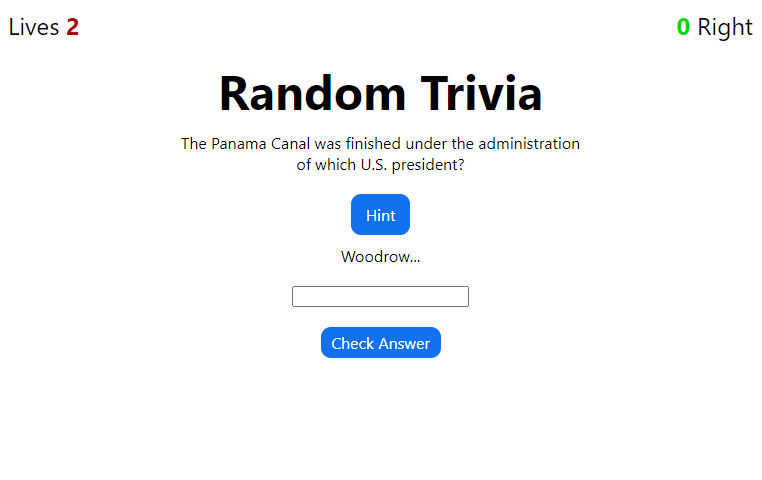 Lives 2
0 Right
Random Trivia
The Panama Canal was finished under the administration
of which U.S. president?
Hint
Woodrow...
Check Answer